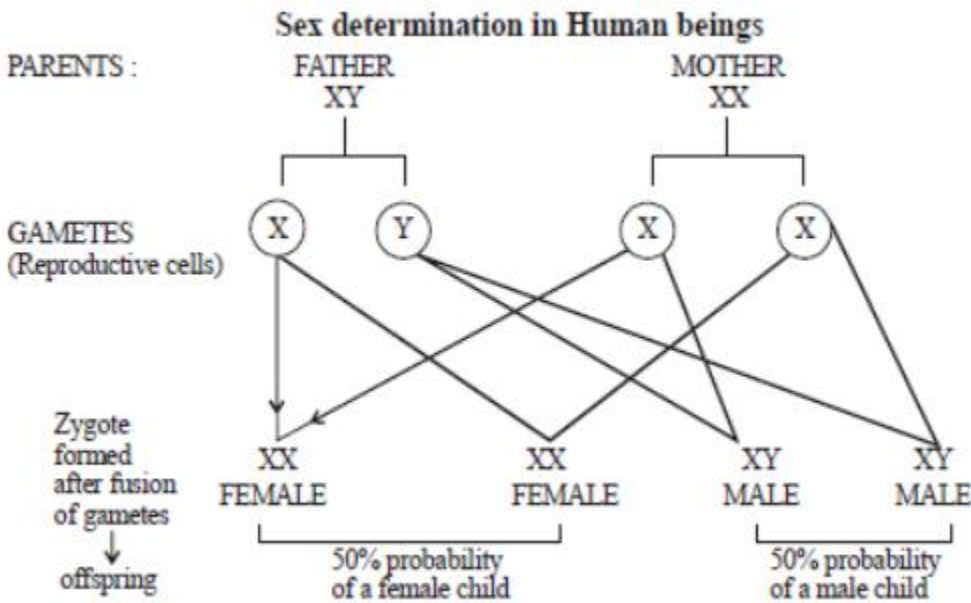 Sex determination in Human beings
PARENTS : FATHER MOTHER
XY XX
GAMETES X Y X X
(Reproductive cells)
Zygote
formed
after fusion
of gametes
offspring
XX XX XY XY
FEMALE FEMALE MALE MALE
50% probability
of a female child
50% probability
of a male child